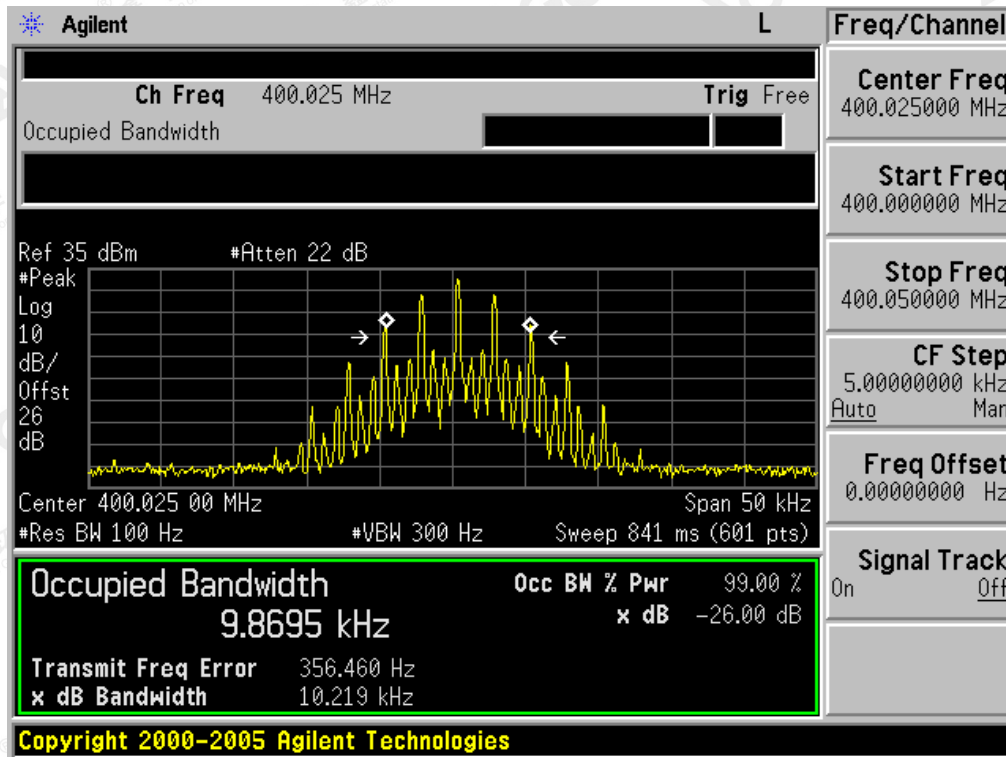 Agilent L Freq/Channel
Ch Freq 400.025 MHz Trig Free
Occupied Bandwidth
Center Freq
400.025000 MHz
Start Freq
400.000000 MHz
Stop Freq
400.050000 MHz
CF Step
5.00000000 kHz
Auto Man
Freq Offset
0.00000000 Hz
Signal Track
On Off
Ref 35 dBm #Atten 22 dB
#Peak
Log
10
dB/
Offst
26
dB
Center 400.025 00 MHz Span 50 kHz
#Res BW 100 Hz #VBW 300 Hz Sweep 841 ms (601 pts)
Occupied Bandwidth Occ BW % Pwr 99.00 %
9.8695 kHz x dB -26.00 dB
Transmit Freq Error 356.460 Hz
x dB Bandwidth 10.219 kHz
Copyright 2000-2005 Agilent Technologies